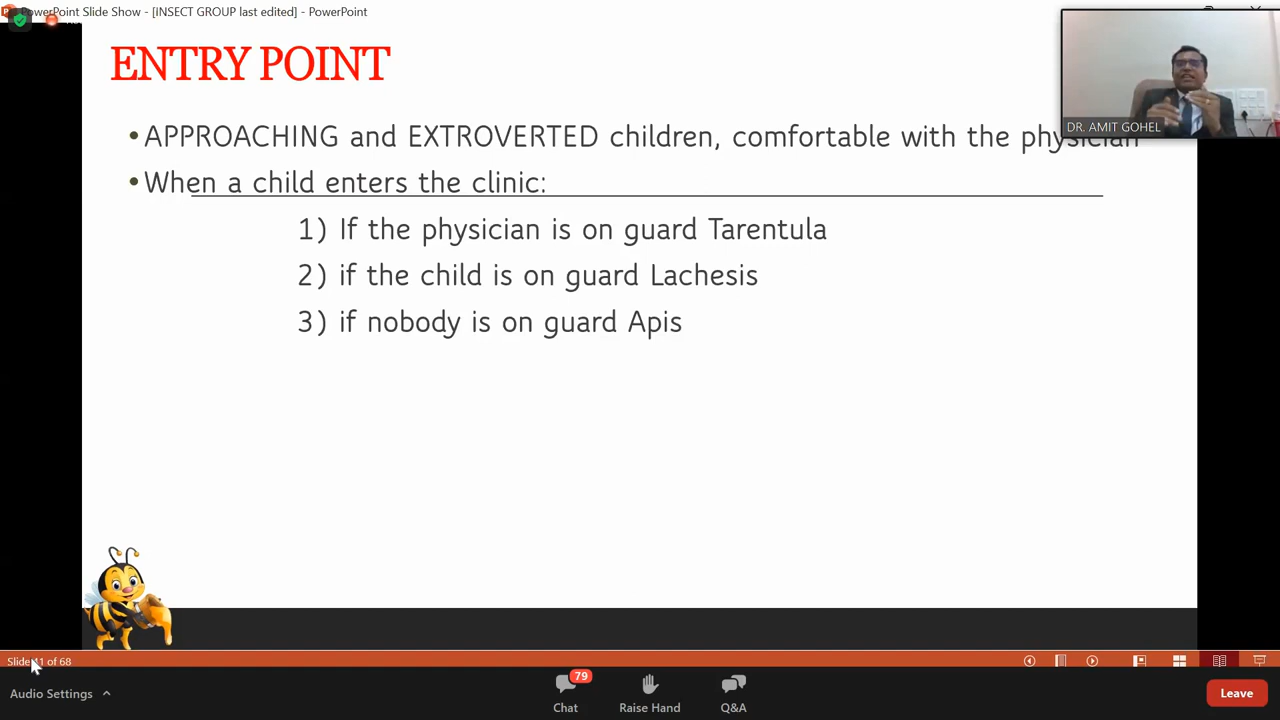 PowerPoint Slide Show - [INSECT GROUP last edited] - PowerPoint
ENTRY POINT
DR. AMIT GOHEL
• APPROACHING and EXTROVERTED children, comfortable with the physician
• When a child enters the clinic:
1) If the physician is on guard Tarentula
2) if the child is on guard Lachesis
3) if nobody is on guard Apis
Slide 41 of 68
Audio Settings
79
Chat
Raise Hand
Q&A
Leave